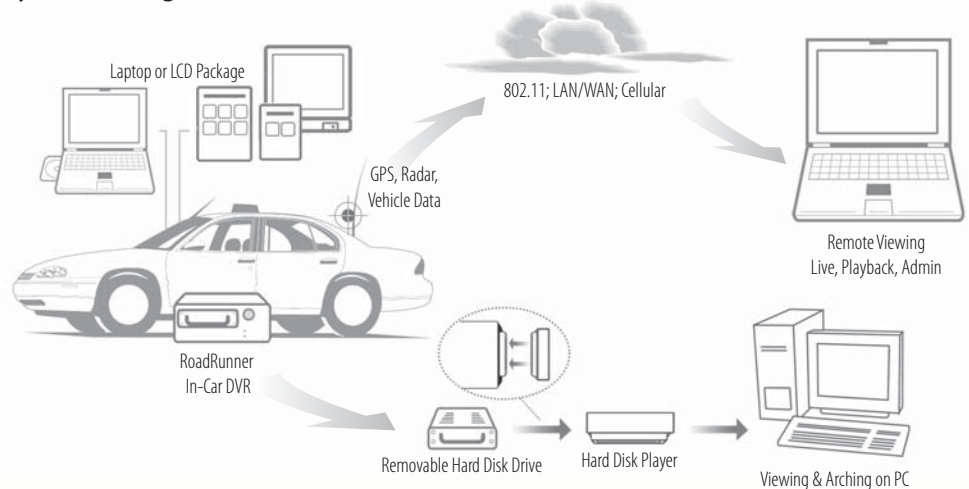 Laptop or LCD Package
802.11; LAN/WAN; Cellular
GPS, Radar,
Vehicle Data
Remote Viewing
Live, Playback, Admin
RoadRunner
In-Car DVR
Removable Hard Disk Drive
Hard Disk Player
Viewing & Arching on PC